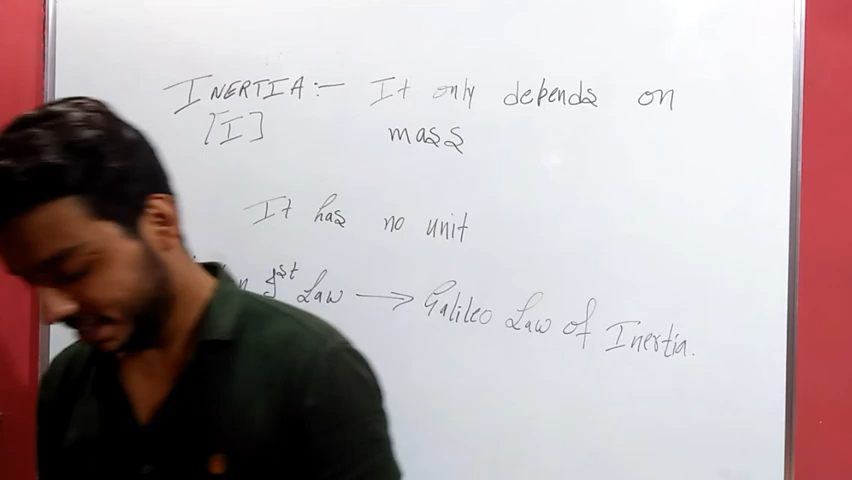 INERTIA:- It only depends on
[I] mass
It has no unit
1st Law → Galileo Law of Inertia.